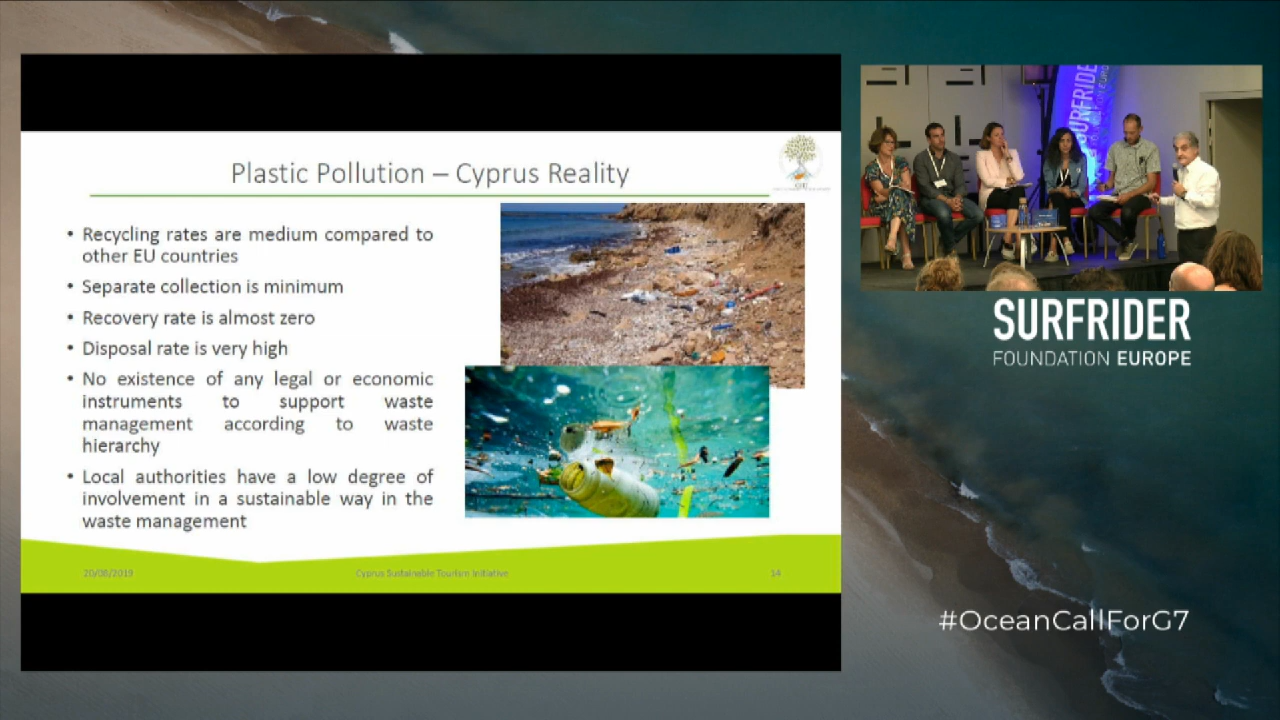 Plastic Pollution – Cyprus Reality
• Recycling rates are medium compared to
other EU countries
• Separate collection is minimum
• Recovery rate is almost zero
• Disposal rate is very high
• No existence of any legal or economic
instruments to support waste
management according to waste
hierarchy
• Local authorities have a low degree of
involvement in a sustainable way in the
waste management
20/08/2019
Cyprus Sustainable Tourism Initiative
14
SURFRIDE
EURO
SURFRIDER
FOUNDATION EUROPE
#OceanCallForG7